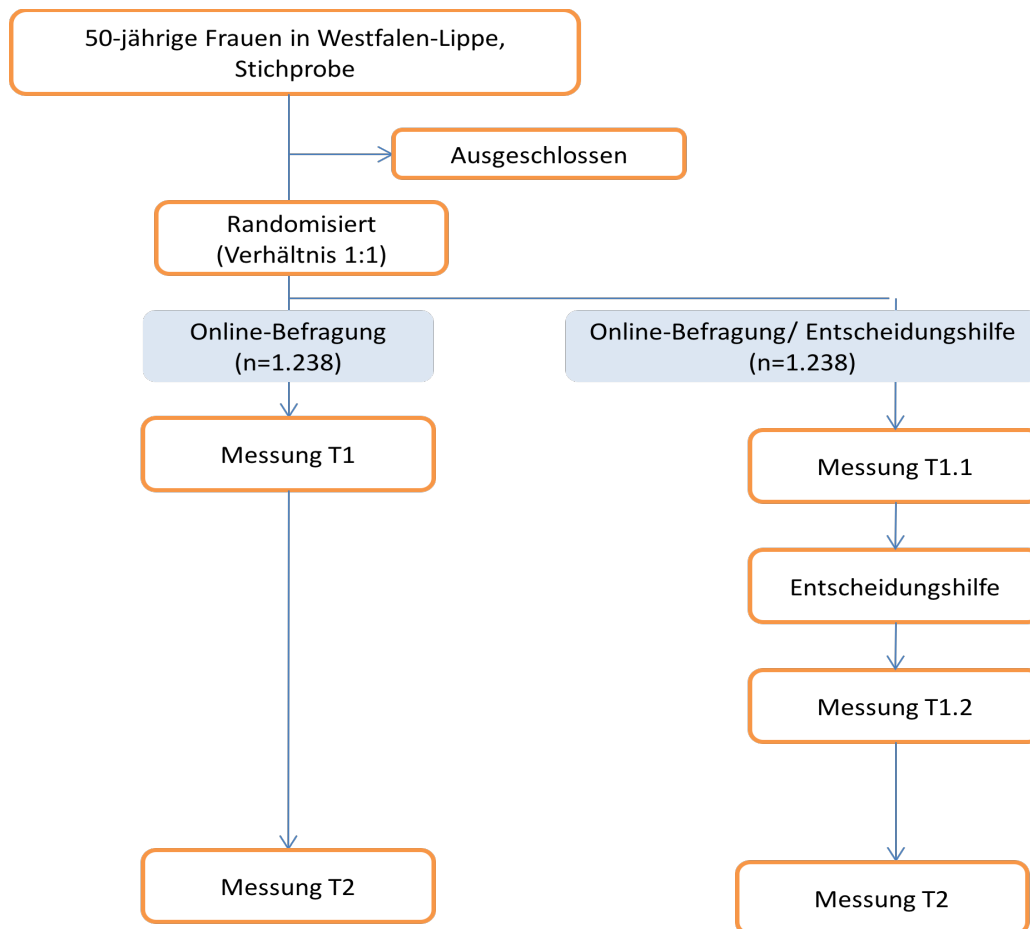 50-jährige Frauen in Westfalen-Lippe,
Stichprobe
Ausgeschlossen
Randomisiert
(Verhältnis 1:1)
Online-Befragung
(n=1.238)
Online-Befragung/ Entscheidungshilfe
(n=1.238)
Messung T1
Messung T1.1
Entscheidungshilfe
Messung T1.2
Messung T2
Messung T2